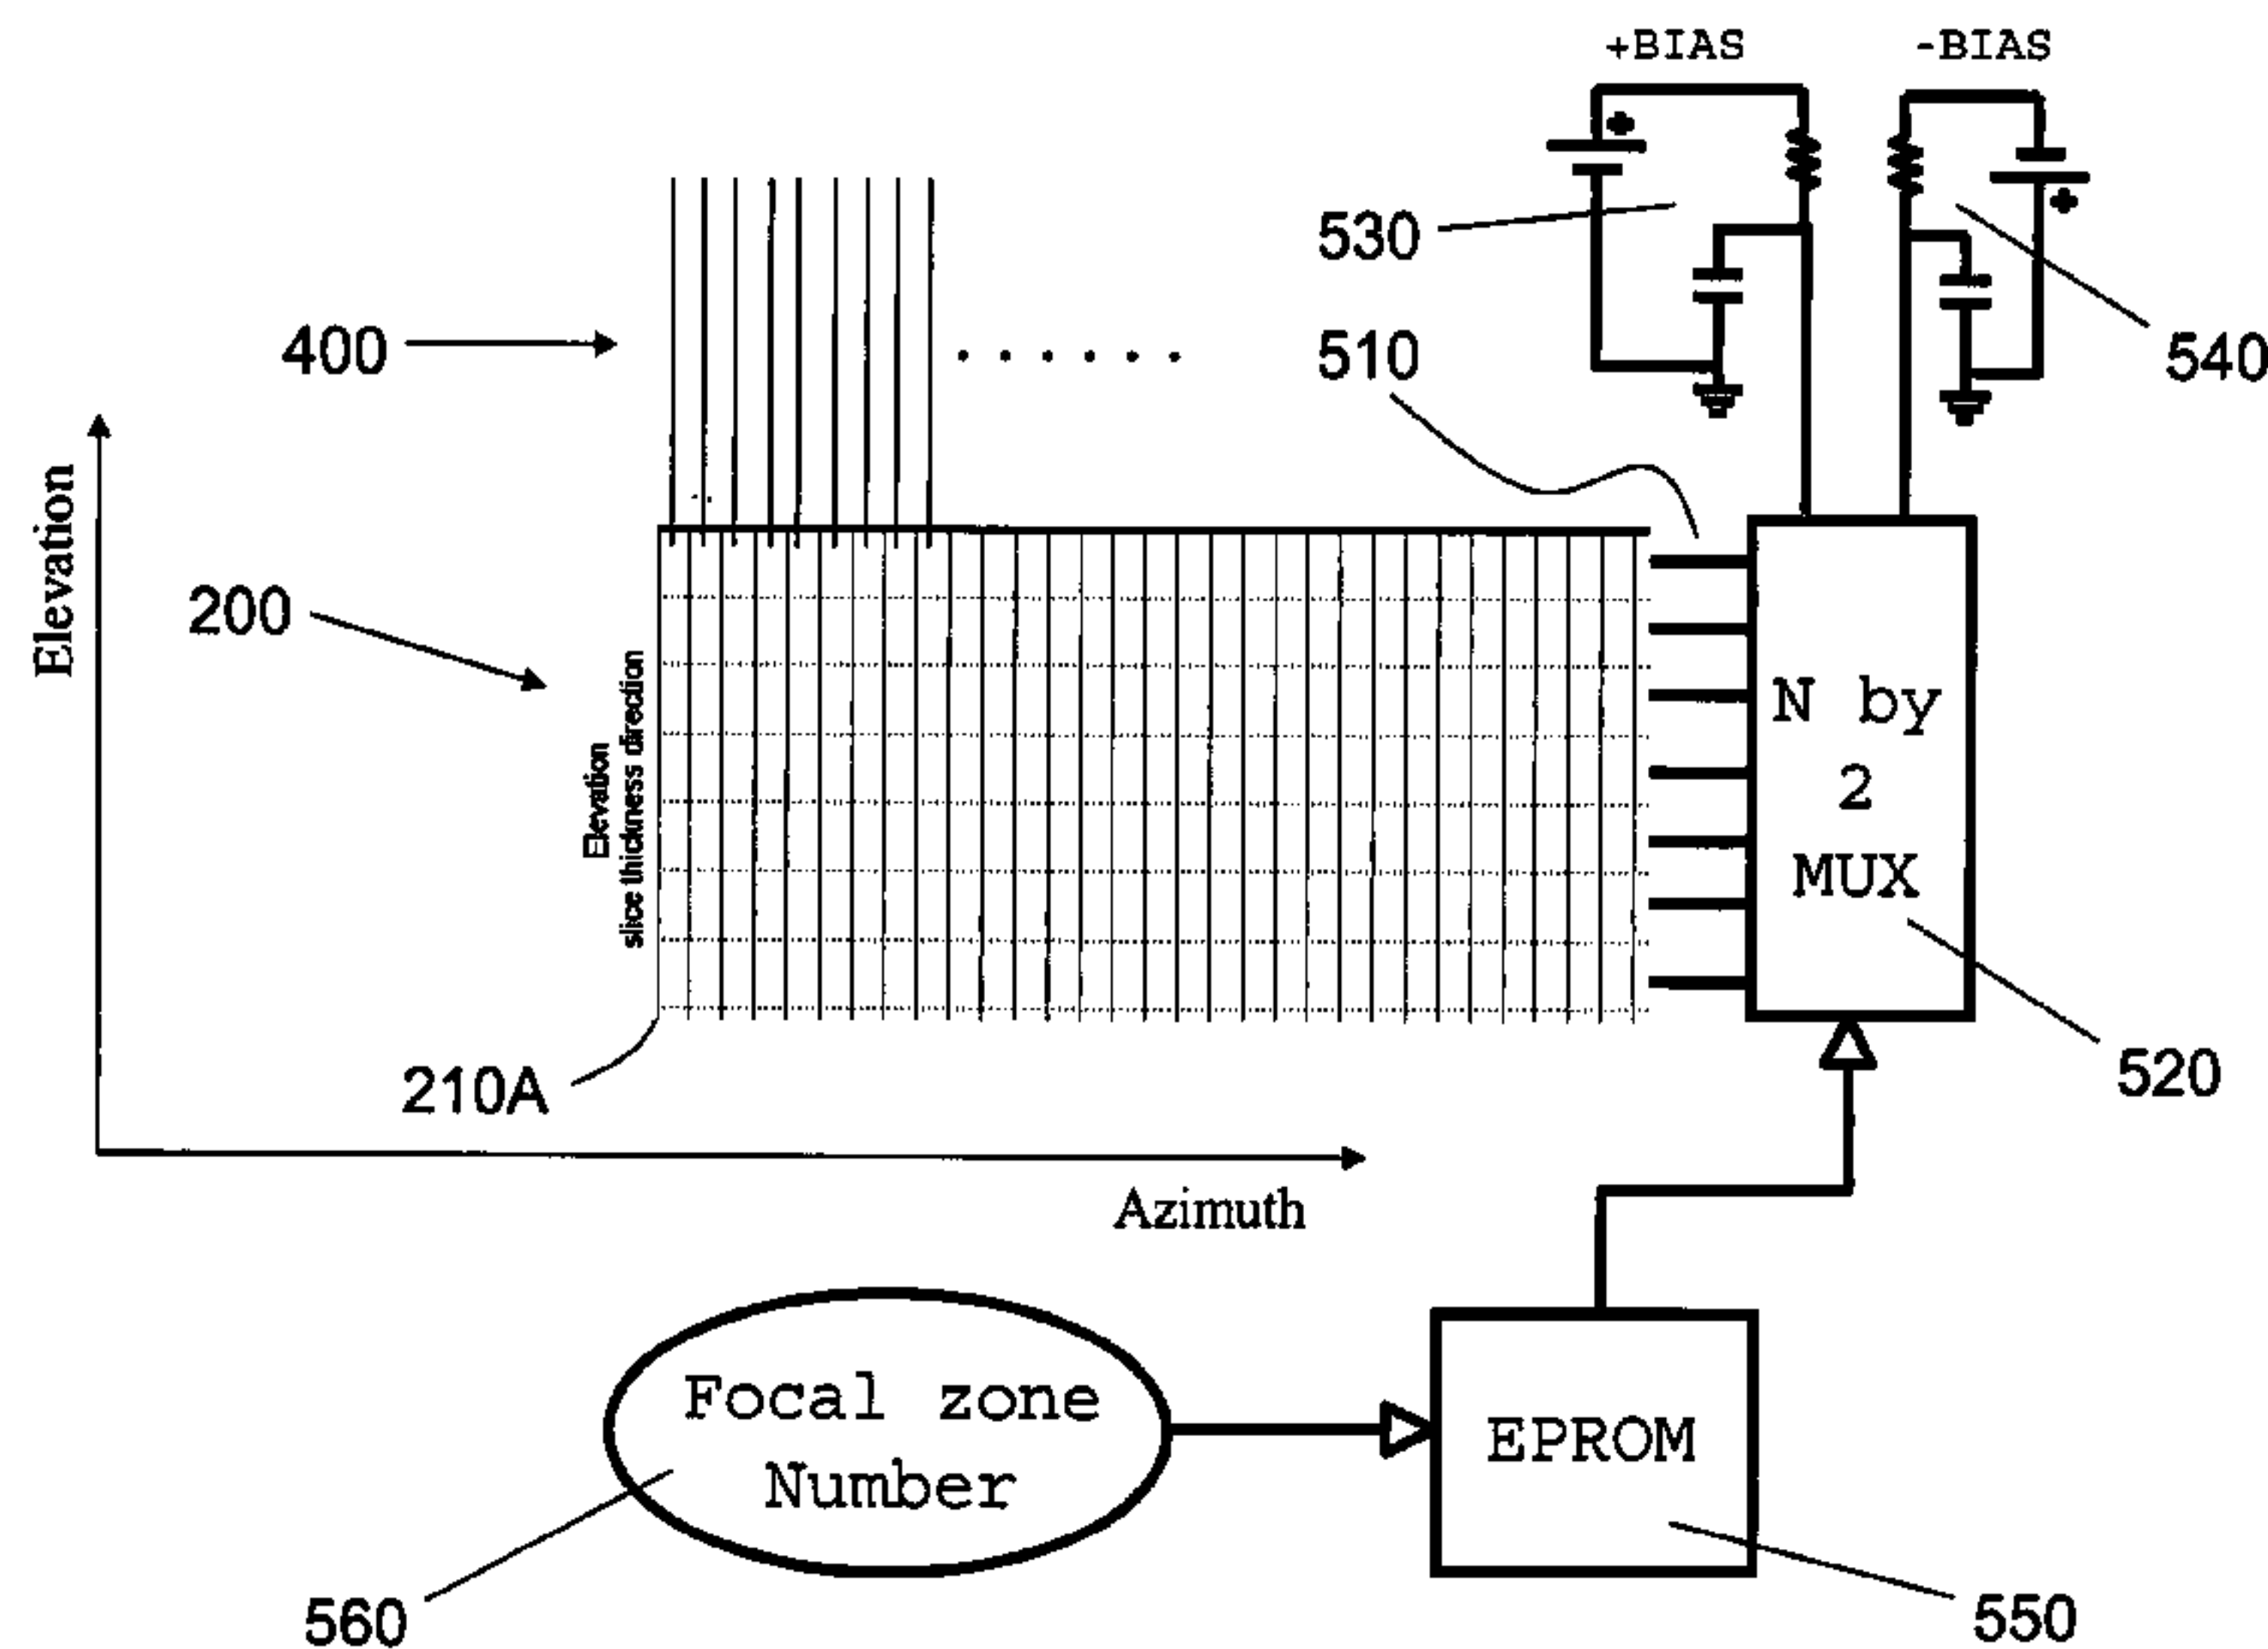 +BIAS -BIAS
530
540
400
510
Elevation
200
Elevation
slice thickness direction
N by
2
MUX
210A
520
Azimuth
Focal zone
Number
EPROM
560
550